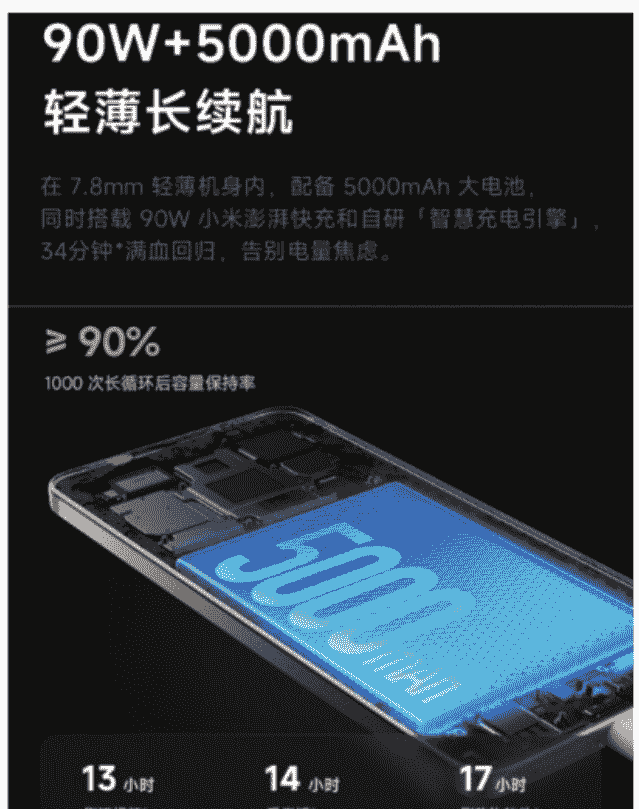 90W+5000mAh
轻薄长续航
在 7.8mm 轻薄机身内，配备 5000mAh 大电池，
同时搭载 90W 小米澎湃快充和自研「智慧充电引擎」，
34分钟*满血回归，告别电量焦虑。
≥ 90%
1000 次长循环后容量保持率
5000
mAh
13 小时 14 小时 17 小时